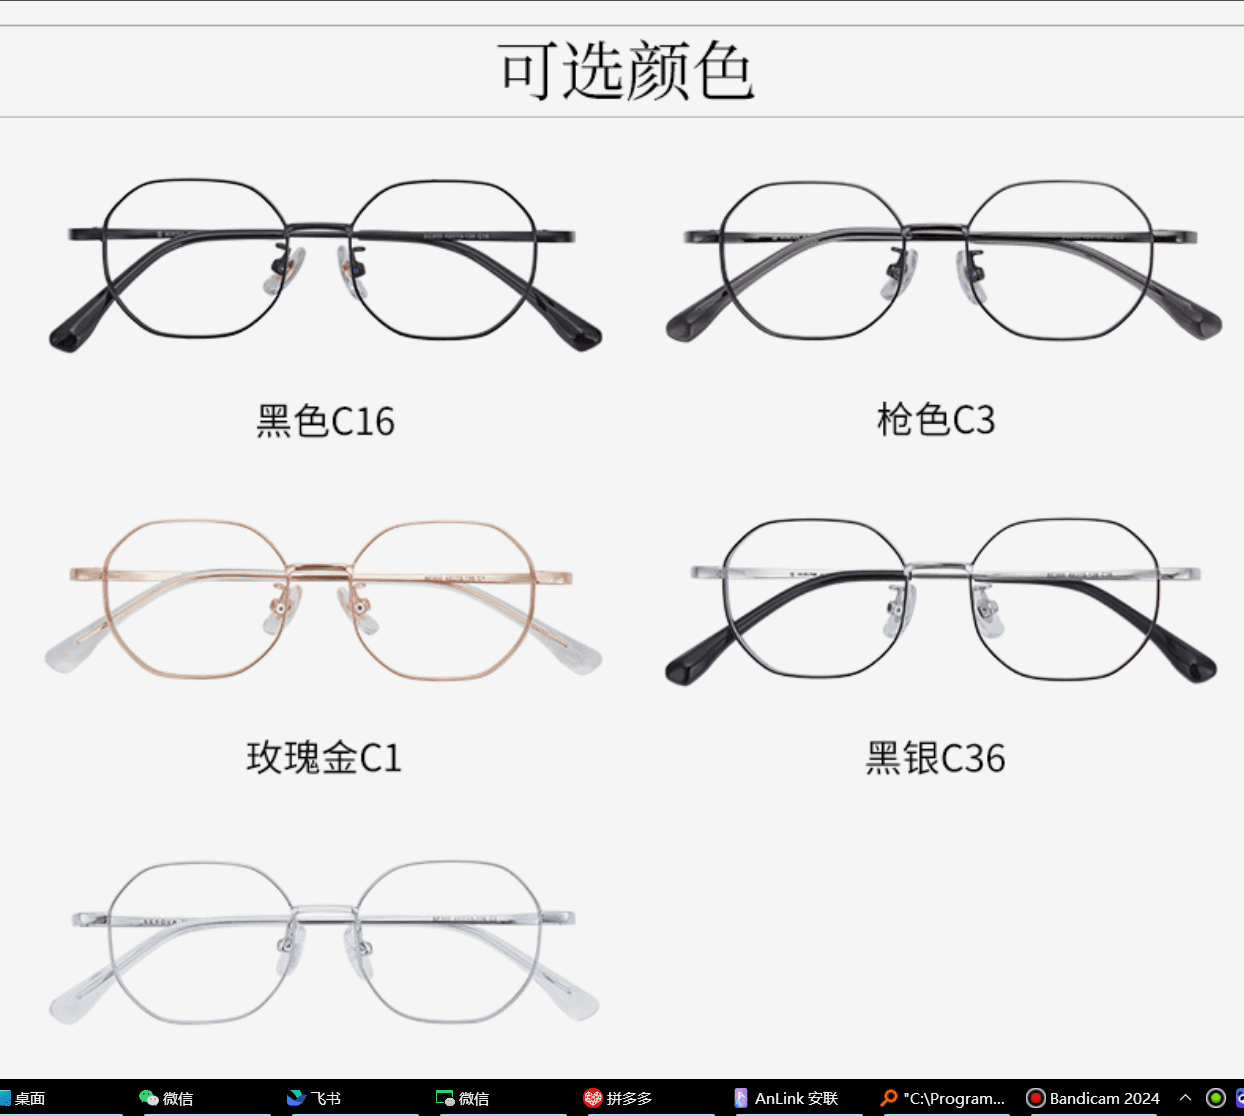 可选颜色
黑色C16
枪色C3
玫瑰金C1
黑银C36
桌面
微信
飞书
微信
拼多多
AnLink 安联
"C:\Program...
Bandicam 2024